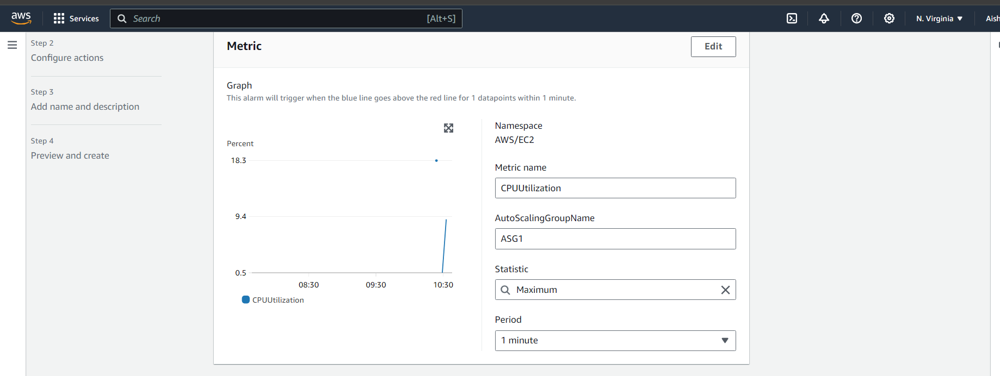 aws
Services
Search
[Alt+S]
N. Virginia
Aish
Step 2
Configure actions
Step 3
Add name and description
Step 4
Preview and create
Metric
Edit
Graph
This alarm will trigger when the blue line goes above the red line for 1 datapoints within 1 minute.
Percent
18.3
9.4
0.5
08:30
09:30
10:30
CPUUtilization
Namespace
AWS/EC2
Metric name
CPUUtilization
AutoScalingGroupName
ASG1
Statistic
Maximum
Period
1 minute